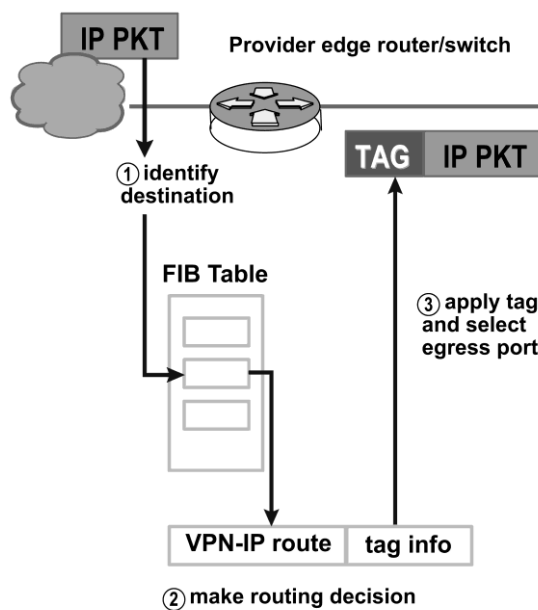 IP PKT
Provider edge router/switch
TAG IP PKT
① identify
destination
FIB Table
③ apply tag
and select
egress port
VPN-IP route tag info
② make routing decision